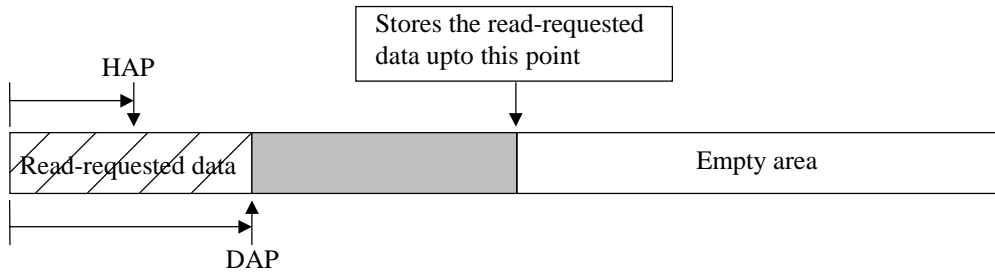 Stores the read-requested
data upto this point
HAP
Read-requested data
Empty area
DAP